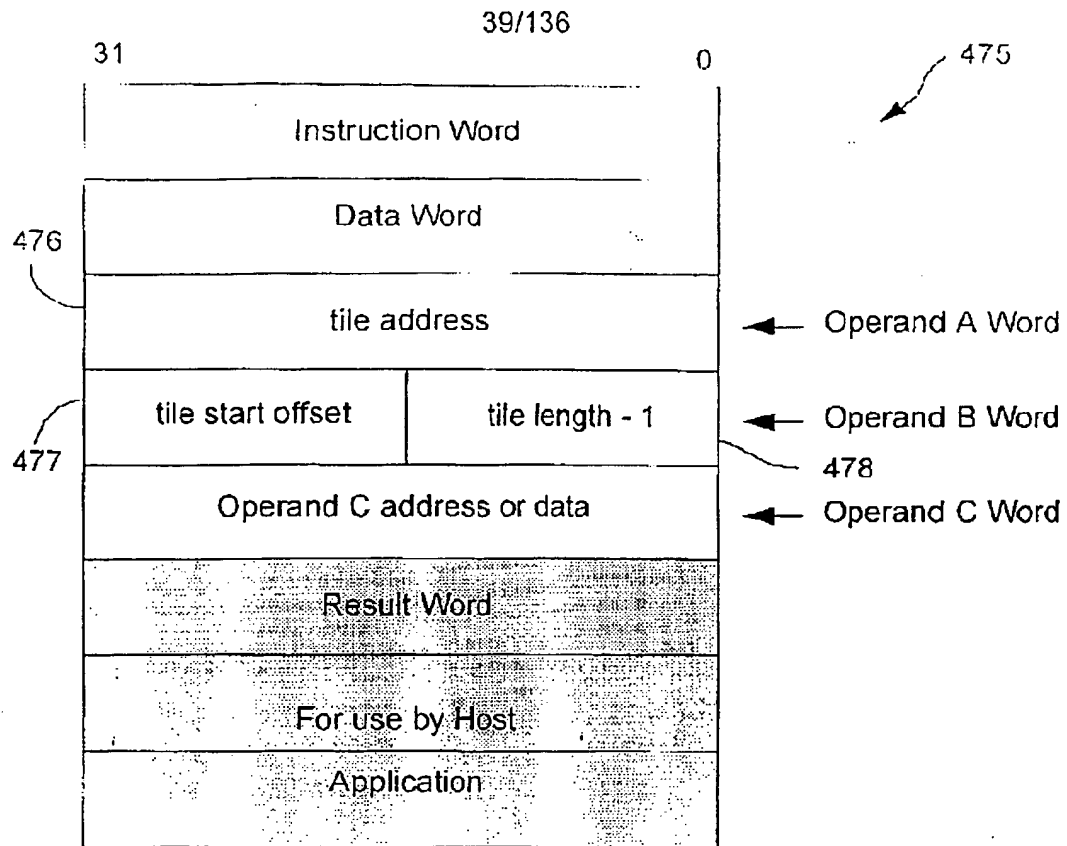 39/136
31
0
475
Instruction Word
Data Word
476
tile address
Operand A Word
tile start offset
tile length - 1
Operand B Word
477
478
Operand C address or data
Operand C Word
Result Word
For use by Host
Application